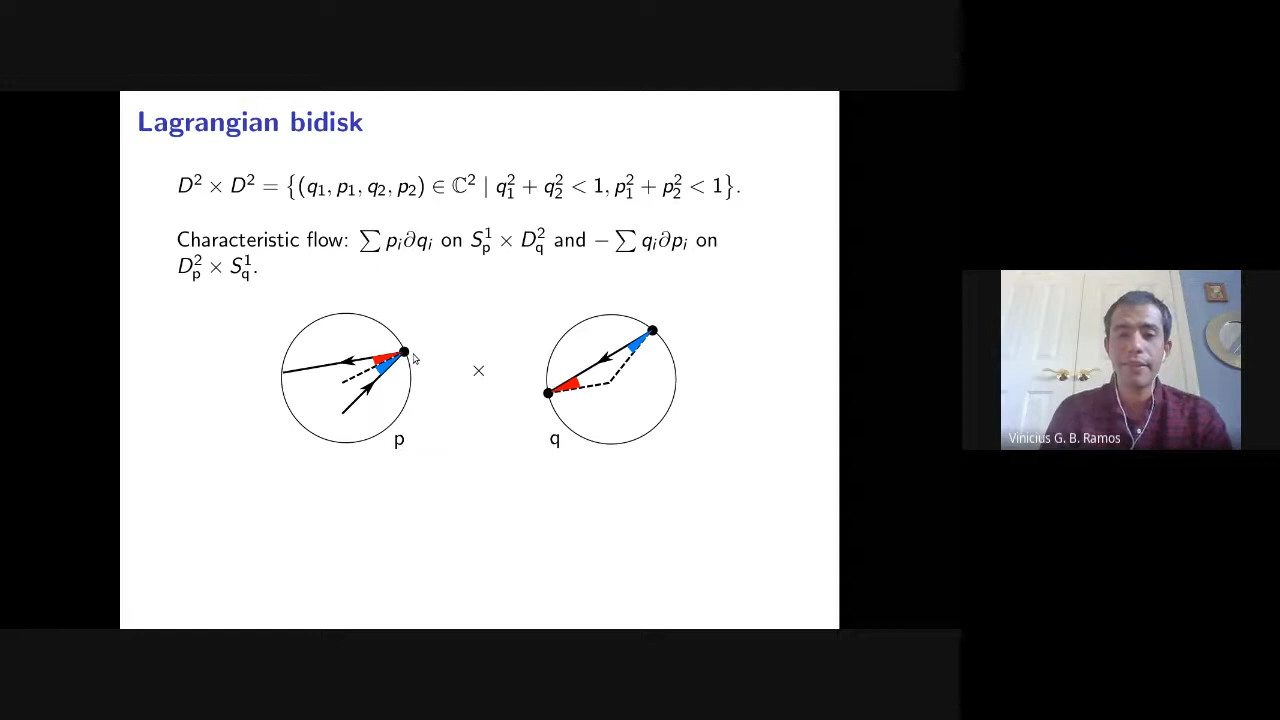 Lagrangian bidisk
D² × D² = {(q₁, p₁, q₂, p₂) ∈ ℂ² | q₁² + q₂² < 1, p₁² + p₂² < 1}.
Characteristic flow: ∑ pᵢ∂qᵢ on S¹ₚ × D²_q and − ∑ qᵢ∂pᵢ on
D²ₚ × S¹_q.
×
p
q
Vinicius G. B. Ramos